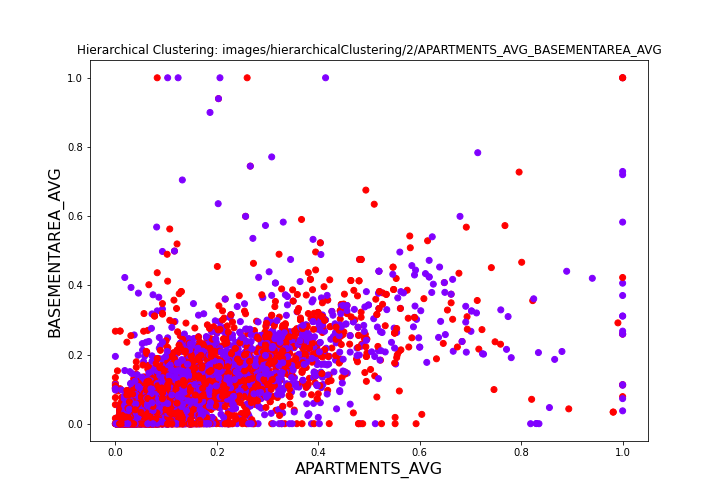 Hierarchical Clustering: images/hierarchicalClustering/2/APARTMENTS_AVG_BASEMENTAREA_AVG
1.0
0.8
0.6
0.4
0.2
0.0
BASEMENTAREA_AVG
0.0 0.2 0.4 0.6 0.8 1.0
APARTMENTS_AVG